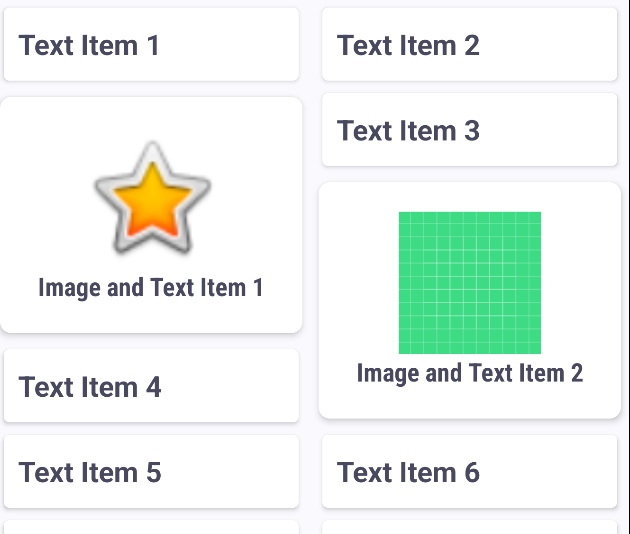 Text Item 1
Text Item 2
Image and Text Item 1
Text Item 3
Image and Text Item 2
Text Item 4
Text Item 5
Text Item 6